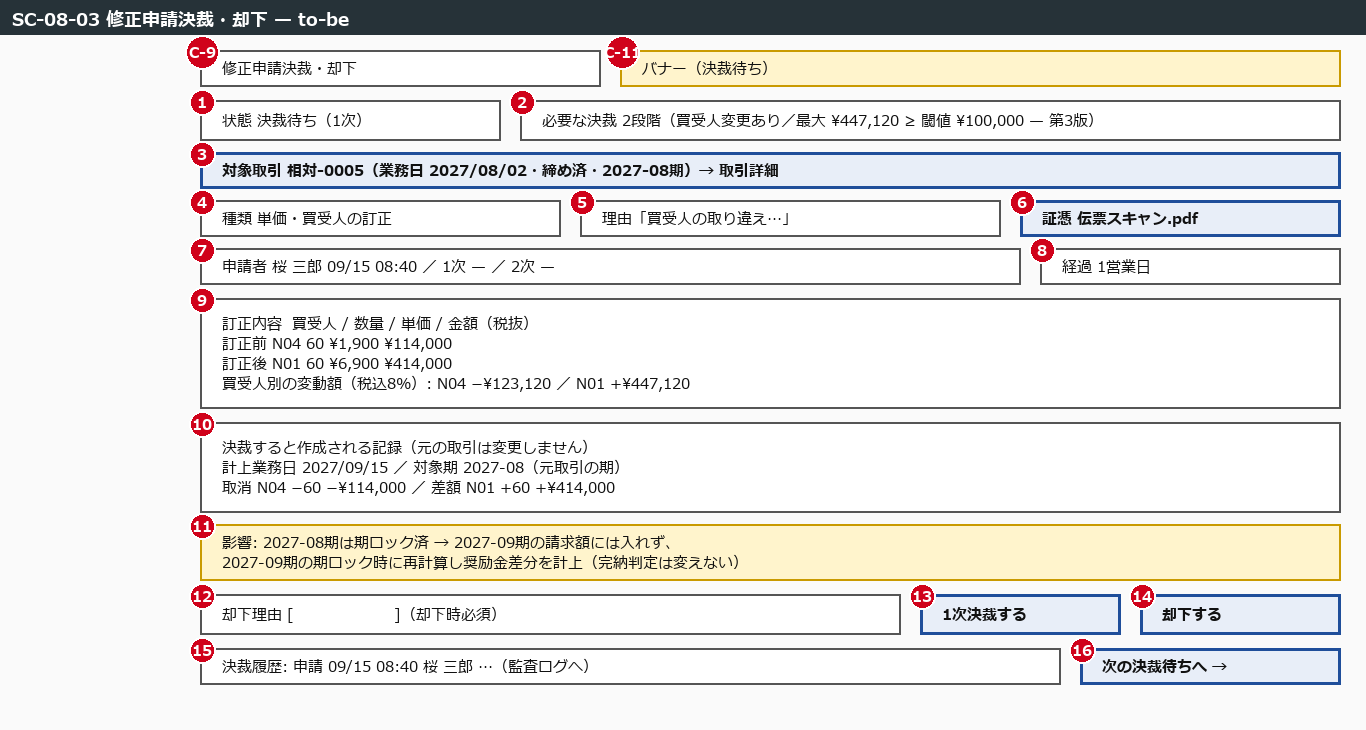 SC-08-03 修正申請決裁・却下 — to-be
C-9 修正申請決裁・却下
C-11 バナー（決裁待ち）
1 状態 決裁待ち（1次）
2 必要な決裁 2段階（買受人変更あり／最大 ¥447,120 ≥ 閾値 ¥100,000 — 第3版）
3 対象取引 相対-0005（業務日 2027/08/02・締め済・2027-08期）→ 取引詳細
4 種類 単価・買受人の訂正
5 理由「買受人の取り違え…」
6 証憑 伝票スキャン.pdf
7 申請者 桜 三郎 09/15 08:40 ／ 1次 — ／ 2次 —
8 経過 1営業日
9 訂正内容 買受人 / 数量 / 単価 / 金額（税抜）
訂正前 N04 60 ¥1,900 ¥114,000
訂正後 N01 60 ¥6,900 ¥414,000
買受人別の変動額（税込8%）: N04 −¥123,120 ／ N01 +¥447,120
10 決裁すると作成される記録（元の取引は変更しません）
計上業務日 2027/09/15 ／ 対象期 2027-08（元取引の期）
取消 N04 −60 −¥114,000 ／ 差額 N01 +60 +¥414,000
11 影響: 2027-08期は期ロック済 → 2027-09期の請求額には入れず、
2027-09期の期ロック時に再計算し奨励金差分を計上（完納判定は変えない）
12 却下理由 [ ]（却下時必須）
13 1次決裁する
14 却下する
15 決裁履歴: 申請 09/15 08:40 桜 三郎 …（監査ログへ）
16 次の決裁待ちへ →